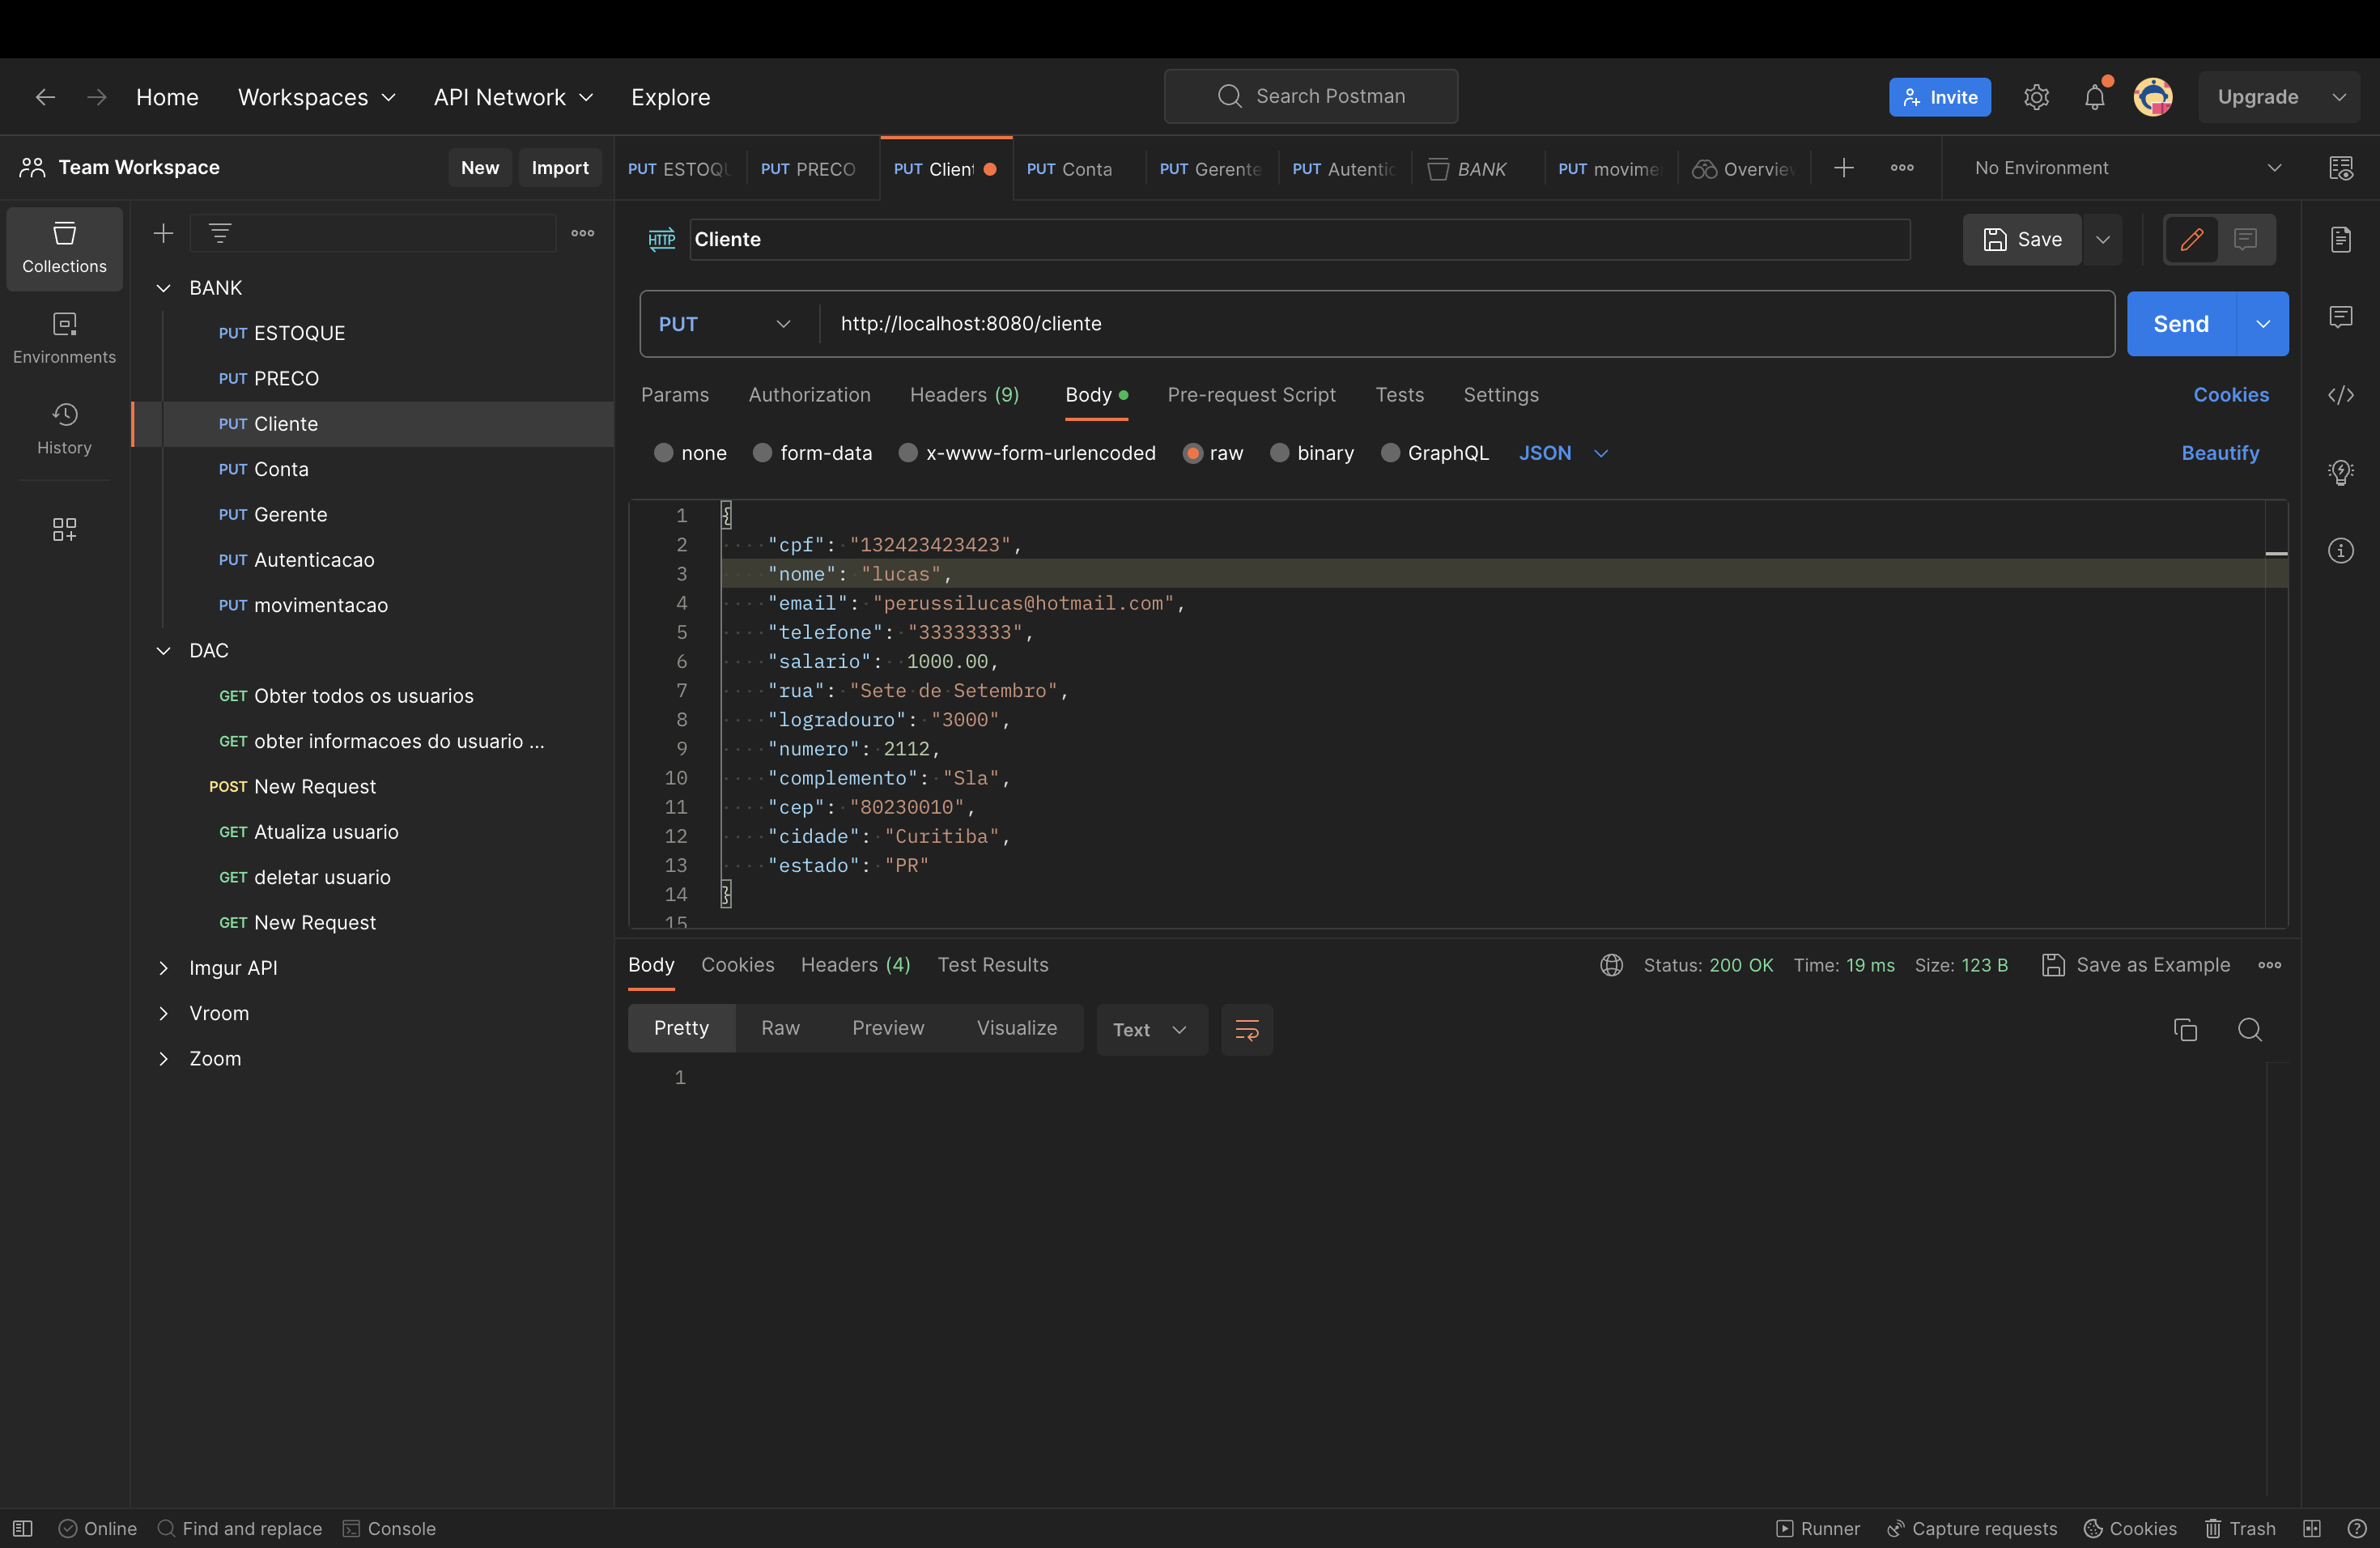 Home Workspaces API Network Explore Search Postman Invite Upgrade
Team Workspace New Import PUT ESTOQU PUT PRECO PUT Client PUT Conta PUT Gerente PUT Autentic BANK PUT movime Overview No Environment
Collections
Environments
History
BANK
PUT ESTOQUE
PUT PRECO
PUT Cliente
PUT Conta
PUT Gerente
PUT Autenticacao
PUT movimentacao
DAC
GET Obter todos os usuarios
GET obter informacoes do usuario ...
POST New Request
GET Atualiza usuario
GET deletar usuario
GET New Request
Imgur API
Vroom
Zoom
HTTP Cliente Save
PUT http://localhost:8080/cliente Send
Params Authorization Headers (9) Body Pre-request Script Tests Settings Cookies
none form-data x-www-form-urlencoded raw binary GraphQL JSON Beautify
1 {
2 "cpf": "132423423423",
3 "nome": "lucas",
4 "email": "perussilucas@hotmail.com",
5 "telefone": "33333333",
6 "salario": 1000.00,
7 "rua": "Sete de Setembro",
8 "logradouro": "3000",
9 "numero": 2112,
10 "complemento": "Sla",
11 "cep": "80230010",
12 "cidade": "Curitiba",
13 "estado": "PR"
14 }
15
Body Cookies Headers (4) Test Results Status: 200 OK Time: 19 ms Size: 123 B Save as Example
Pretty Raw Preview Visualize Text
1
Online Find and replace Console Runner Capture requests Cookies Trash